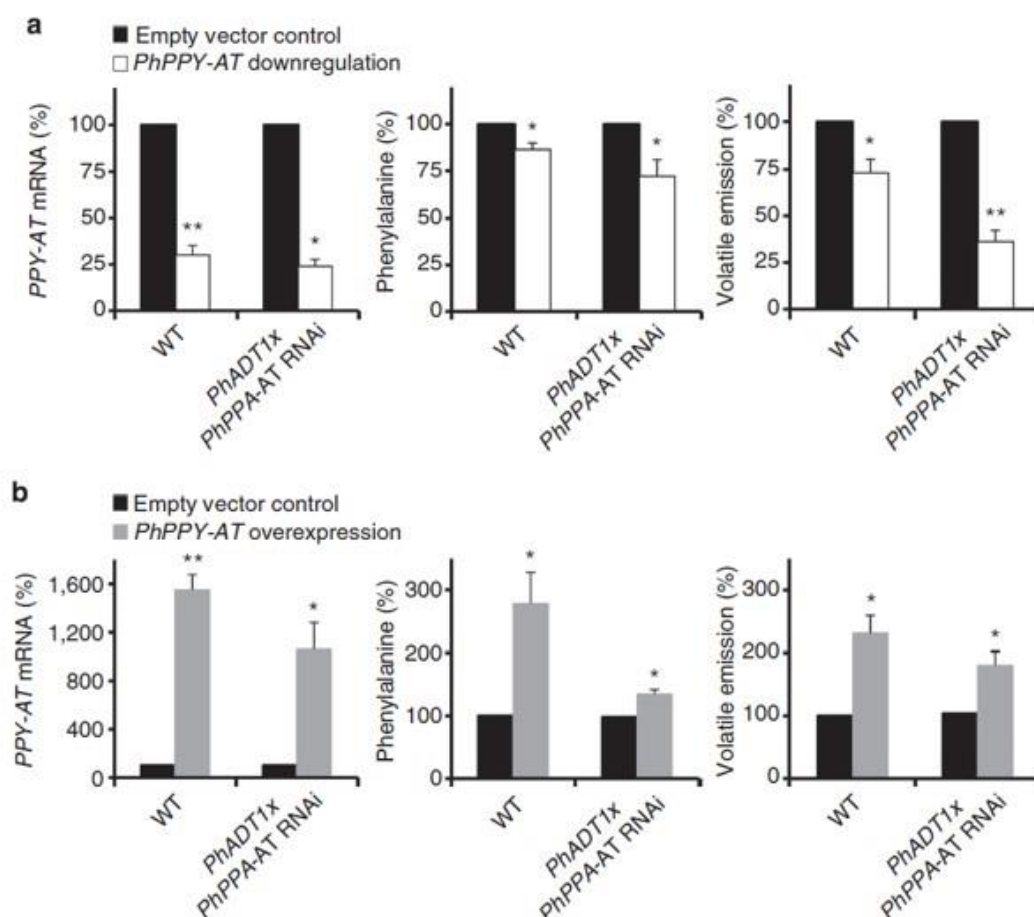 a
Empty vector control
PhPPY-AT downregulation
PPY-AT mRNA (%)
100
75
50
25
0
**
*
WT
PhADT1x
PhPPA-AT RNAi
Phenylalanine (%)
100
75
50
25
0
*
*
WT
PhADT1x
PhPPA-AT RNAi
Volatile emission (%)
100
75
50
25
0
*
**
WT
PhADT1x
PhPPA-AT RNAi
b
Empty vector control
PhPPY-AT overexpression
PPY-AT mRNA (%)
1,600
1,200
800
400
0
**
*
WT
PhADT1x
PhPPA-AT RNAi
Phenylalanine (%)
300
200
100
0
*
*
WT
PhADT1x
PhPPA-AT RNAi
Volatile emission (%)
300
200
100
0
*
*
WT
PhADT1x
PhPPA-AT RNAi